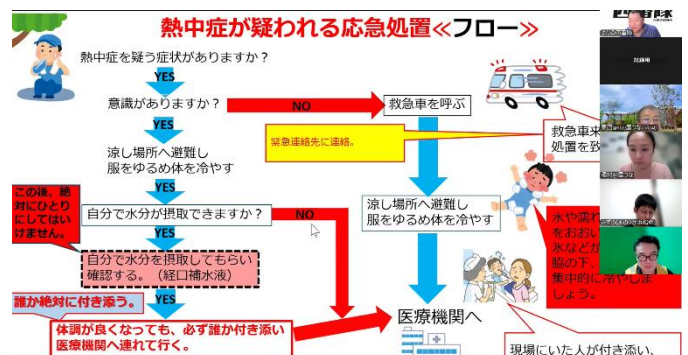 熱中症が疑われる応急処置≪フロー≫
熱中症を疑う症状がありますか？
YES
意識がありますか？
NO
救急車を呼ぶ
YES
緊急連絡先に連絡。
救急車来
処置を致
涼し場所へ避難し
服をゆるめ体を冷やす
YES
この後、絶
対にひとり
にしてはい
けません。
自分で水分が摂取できますか？
NO
涼し場所へ避難し
服をゆるめ体を冷やす
水や濡れ
をおおい
氷などが
脇の下、
集中的に冷やしま
しょう。
自分で水分を摂取してもらい
確認する。（経口補水液）
YES
誰か絶対に付き添う。
体調が良くなっても、必ず誰か付き添い
医療機関へ連れて行く。
医療機関へ
現場にいた人が付き添い、